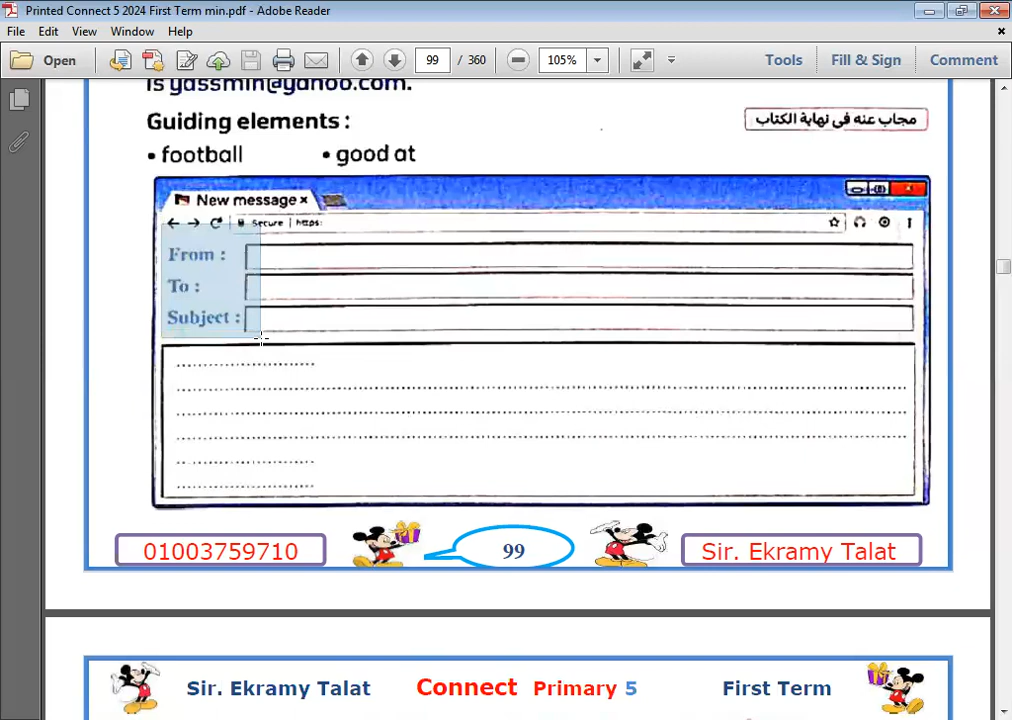 Printed Connect 5 2024 First Term min.pdf - Adobe Reader
File Edit View Window Help
Open 99 / 360 105% Tools Fill & Sign Comment
is yassmin@yahoo.com.
Guiding elements :
مجاب عنه فى نهاية الكتاب
• football • good at
New message ×
Secure | https:
From :
To :
Subject :
01003759710 99 Sir. Ekramy Talat
Sir. Ekramy Talat Connect Primary 5 First Term